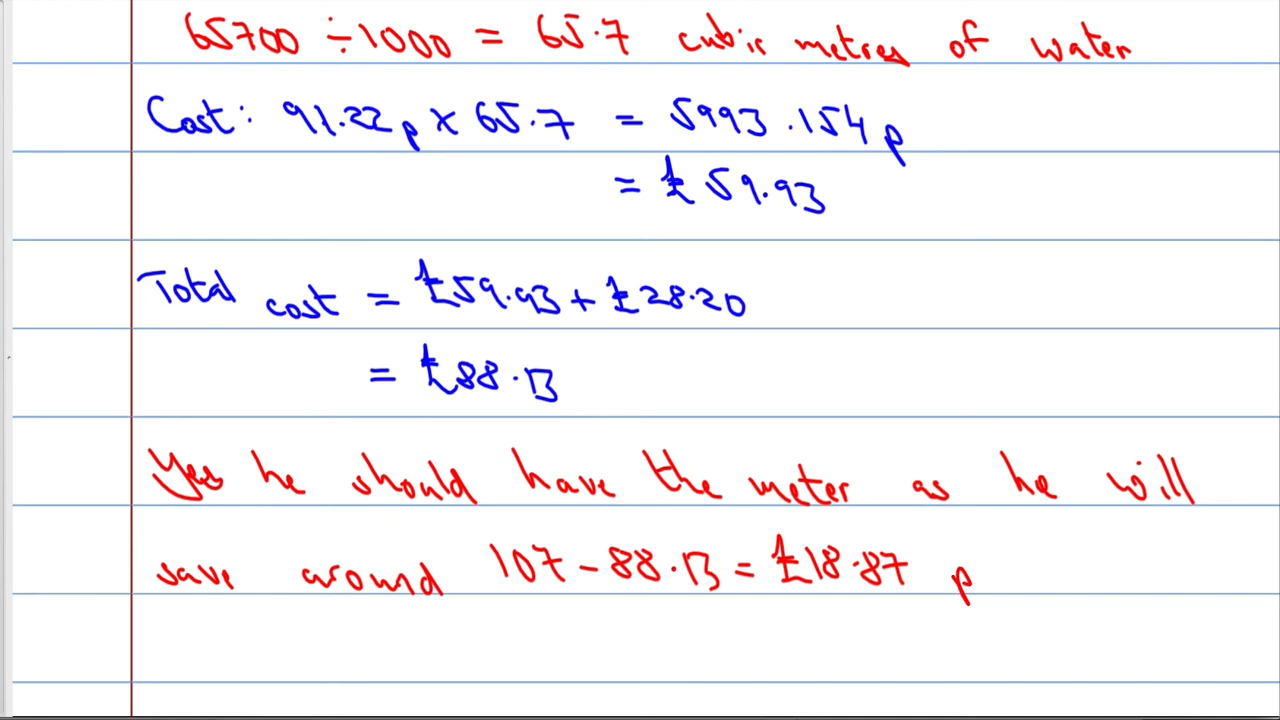 65700 ÷ 1000 = 65.7 cubic metres of water
Cost: 91.22p × 65.7 = 5993.154p
= £59.93
Total cost = £59.93 + £28.20
= £88.13
Yes he should have the meter as he will
save around 107 - 88.13 = £18.87 p